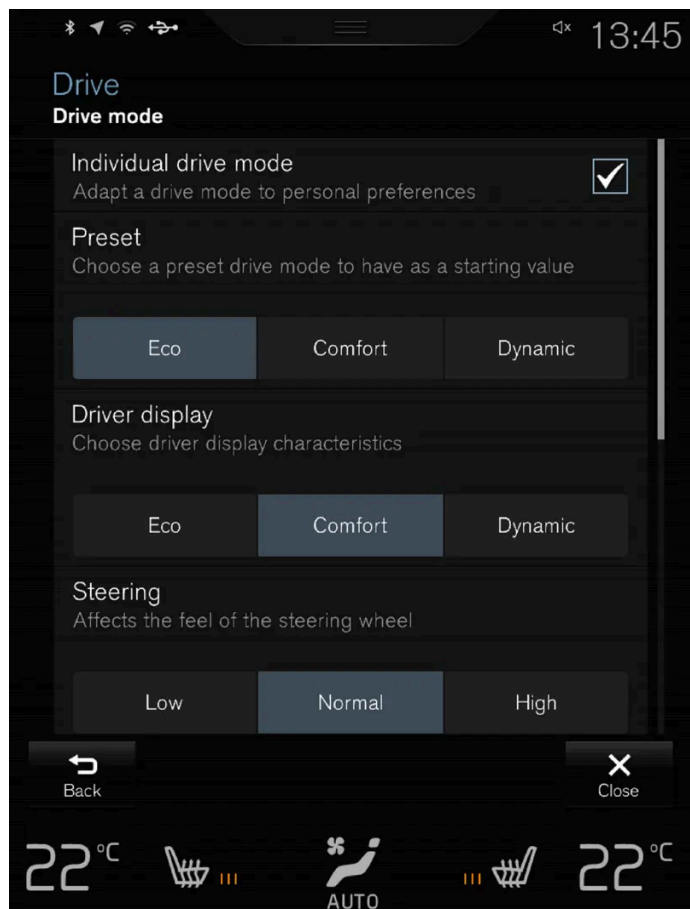 13:45
Drive
Drive mode
Individual drive mode
Adapt a drive mode to personal preferences
Preset
Choose a preset drive mode to have as a starting value
Eco Comfort Dynamic
Driver display
Choose driver display characteristics
Eco Comfort Dynamic
Steering
Affects the feel of the steering wheel
Low Normal High
Back Close
22°C 22°C
AUTO